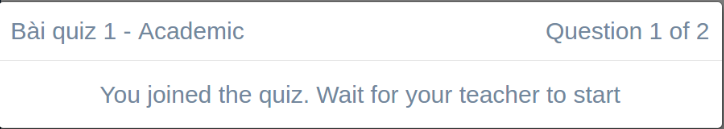 Bài quiz 1 - Academic Question 1 of 2
You joined the quiz. Wait for your teacher to start